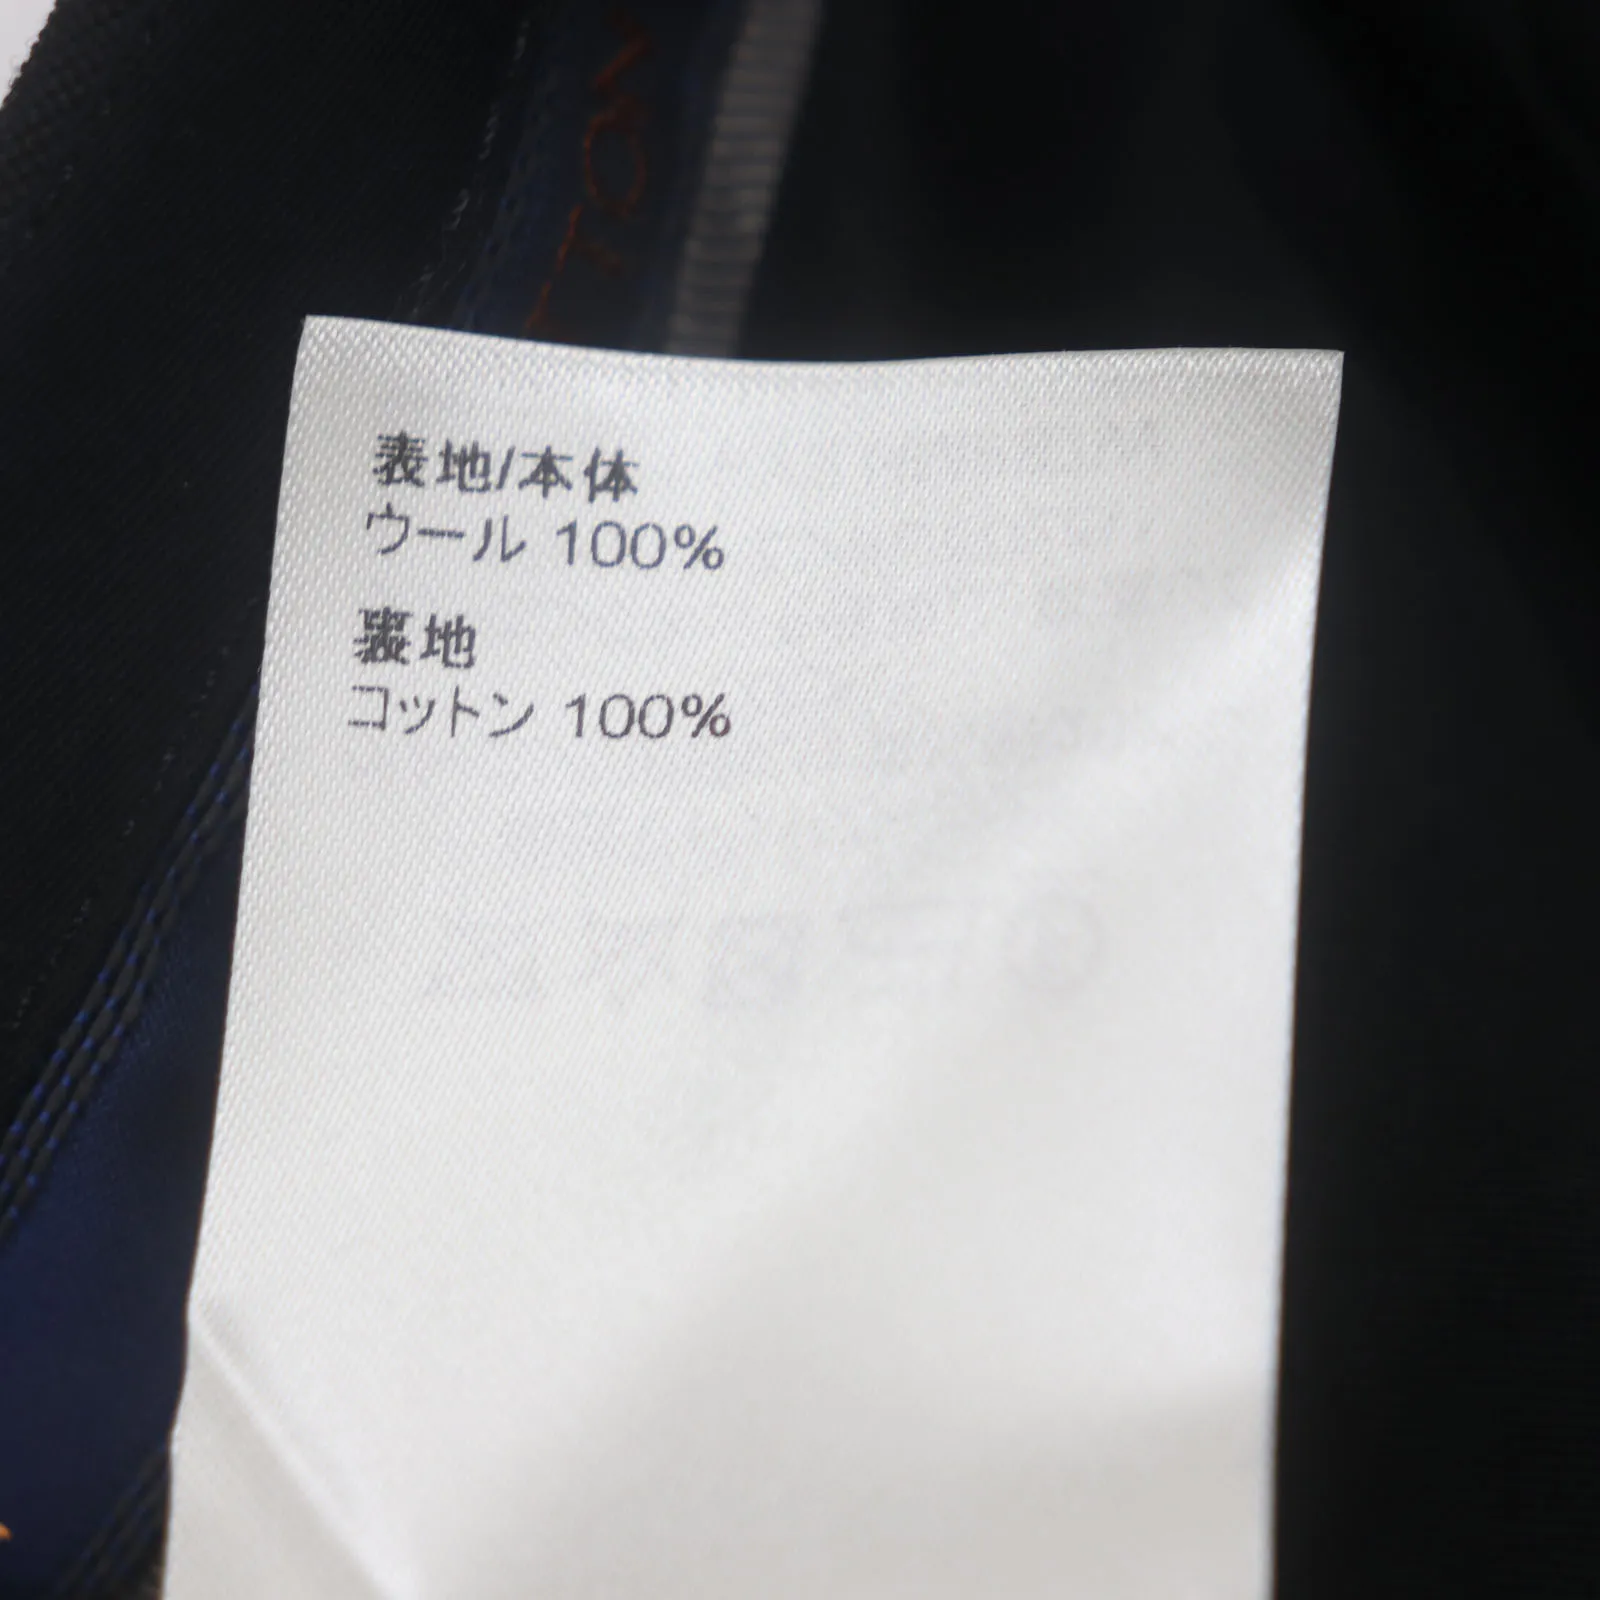 表地/本体
ウール 100%
裏地
コットン 100%